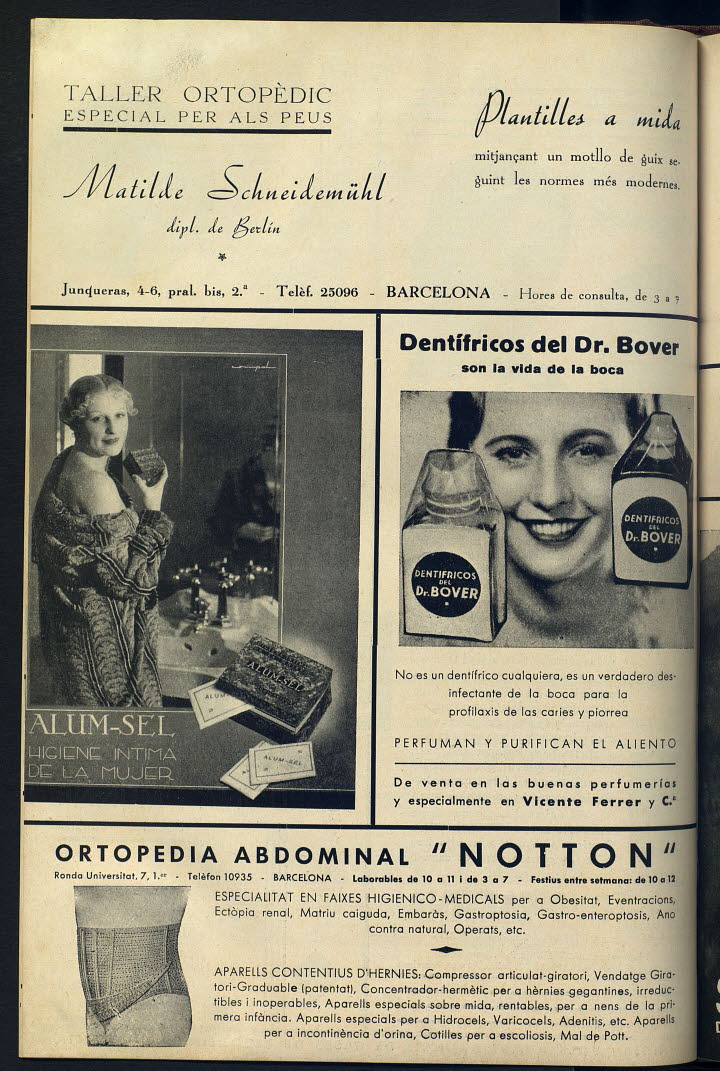 TALLER ORTOPÈDIC
ESPECIAL PER ALS PEUS
Matilde Schneidemühl
dipl. de Berlín
Plantilles a mida
mitjançant un motllo de guix se-
guint les normes més modernes.
Junqueras, 4-6, pral. bis, 2.ª - Telèf. 25096 - BARCELONA - Hores de consulta, de 3 a 7
ALUM-SEL
ALUM-SEL
ALUM-SEL
HIGIENE INTIMA
DE LA MUJER
Dentífricos del Dr. Bover
son la vida de la boca
DENTIFRICOS
DEL
Dr. BOVER
DENTIFRICOS
DEL
Dr. BOVER
No es un dentífrico cualquiera, es un verdadero des-
infectante de la boca para la
profilaxis de las caries y piorrea
PERFUMAN Y PURIFICAN EL ALIENTO
De venta en las buenas perfumerías
y especialmente en Vicente Ferrer y C.ª
ORTOPEDIA ABDOMINAL "NOTTON"
Ronda Universitat, 7, 1.er - Telèfon 10935 - BARCELONA - Laborables de 10 a 11 i de 3 a 7 - Festius entre setmana: de 10 a 12
ESPECIALITAT EN FAIXES HIGIENICO-MEDICALS per a Obesitat, Eventracions,
Ectòpia renal, Matriu caiguda, Embaràs, Gastroptosia, Gastro-enteroptosis, Ano
contra natural, Operats, etc.
APARELLS CONTENTIUS D'HERNIES: Compressor articulat-giratori, Vendatge Gira-
tori-Graduable (patentat), Concentrador-hermètic per a hèrnies gegantines, irreduc-
tibles i inoperables, Aparells especials sobre mida, rentables, per a nens de la pri-
mera infància. Aparells especials per a Hidrocels, Varicocels, Adenitis, etc. Aparells
per a incontinència d'orina, Cotilles per a escoliosis, Mal de Pott.